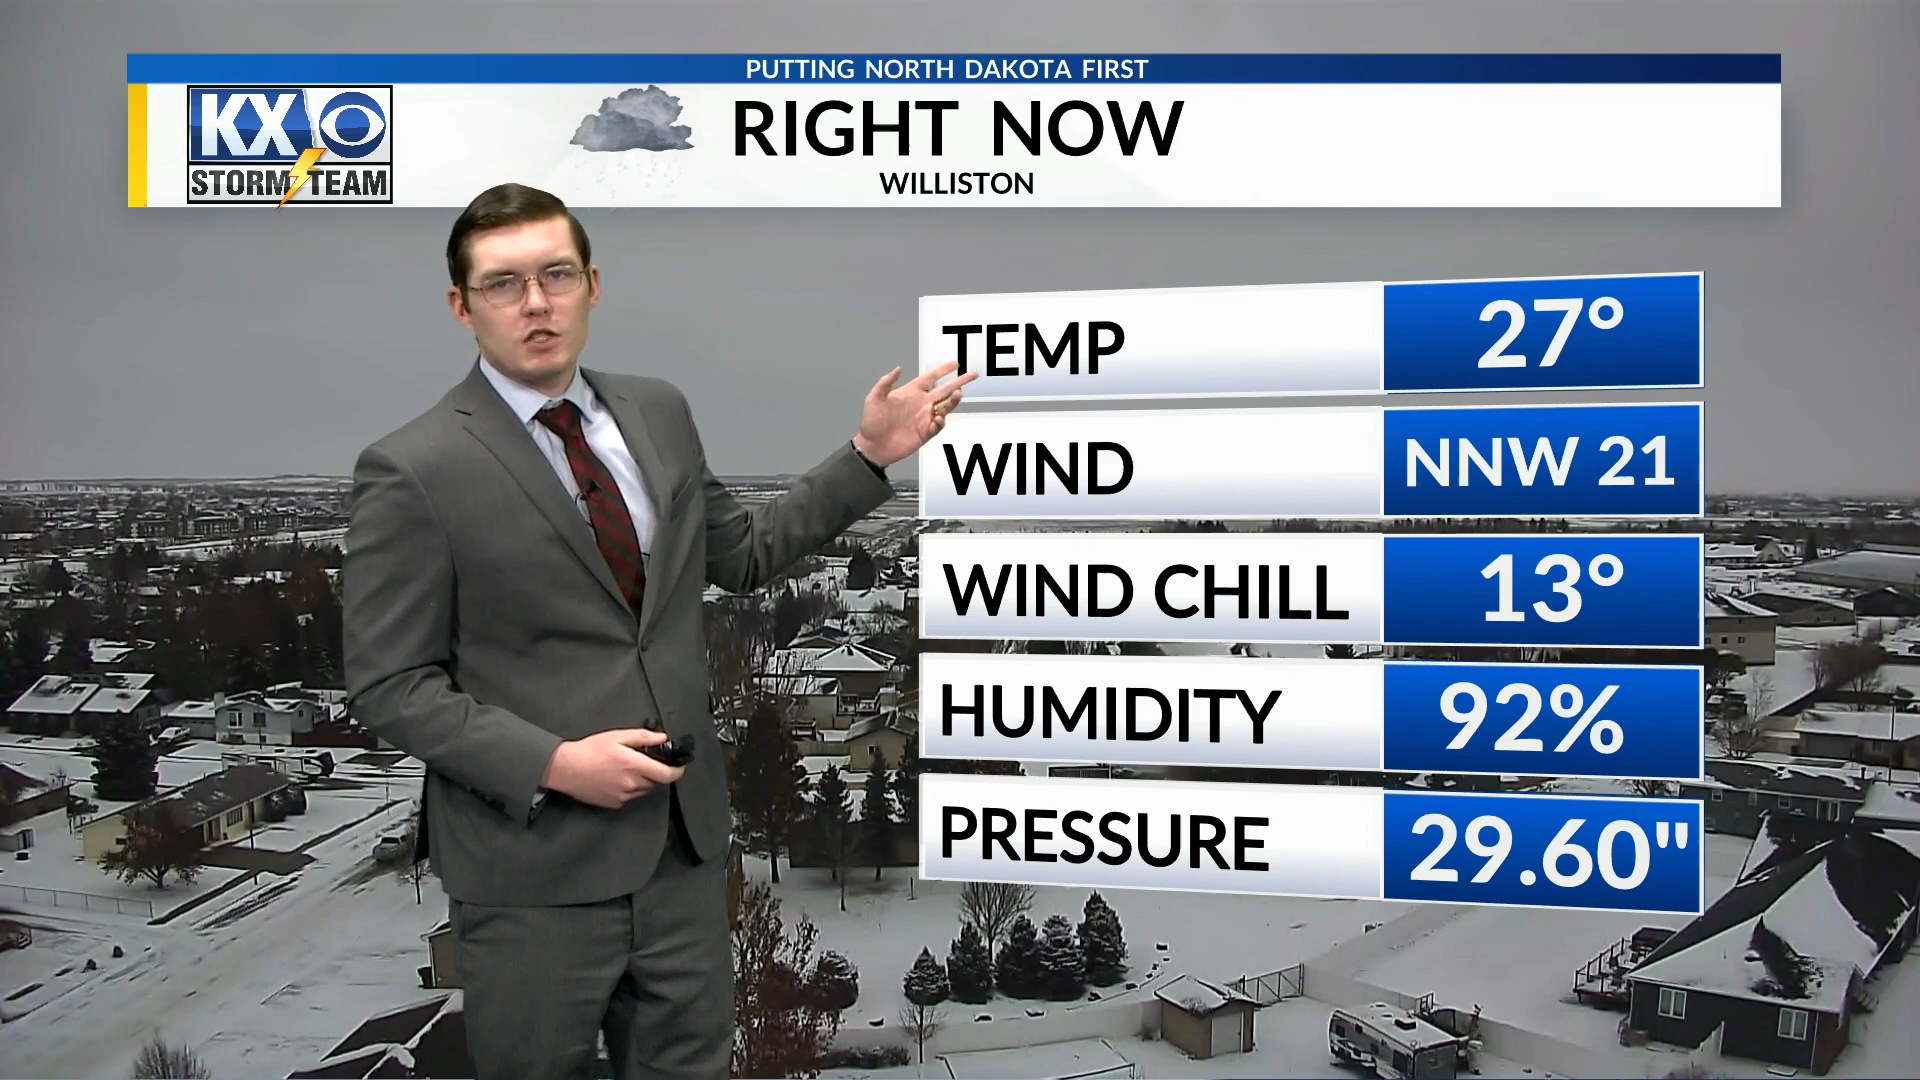 PUTTING NORTH DAKOTA FIRST
KX
STORM TEAM
RIGHT NOW
WILLISTON
TEMP 27°
WIND NNW 21
WIND CHILL 13°
HUMIDITY 92%
PRESSURE 29.60"